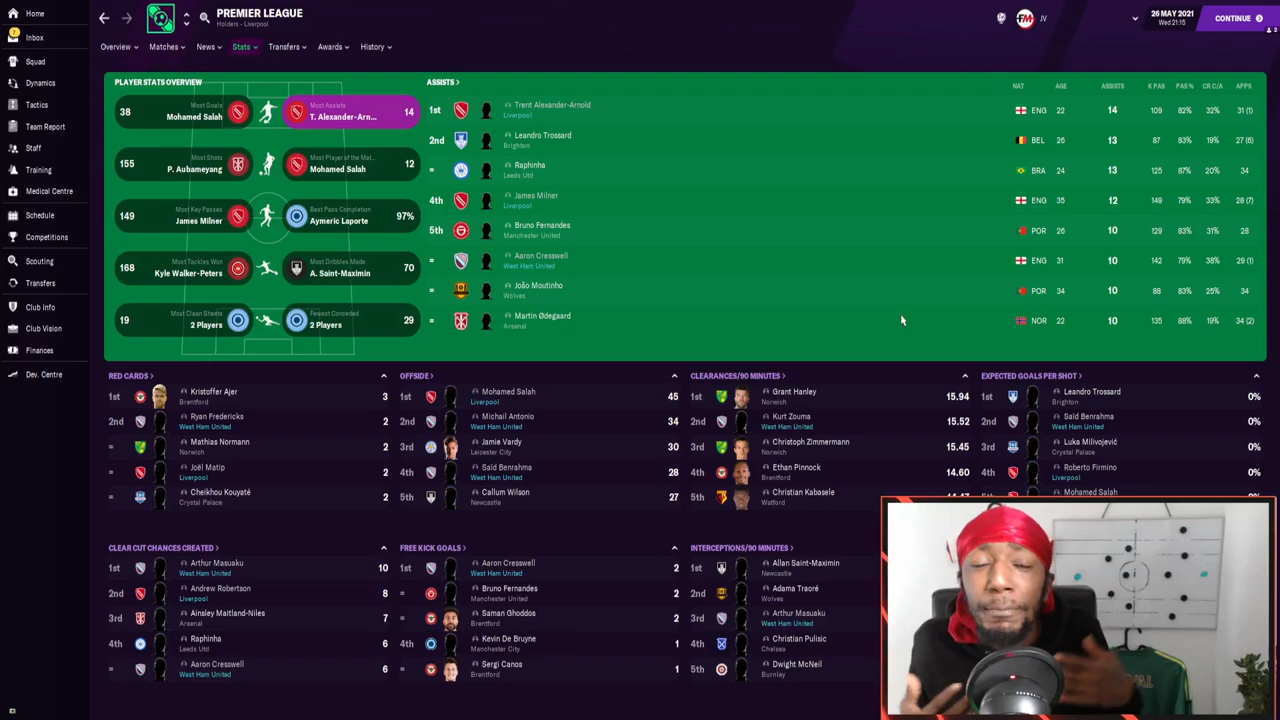 Home
7
Inbox
Squad
Dynamics
Tactics
Team Report
Staff
Training
Medical Centre
Schedule
Competitions
Scouting
Transfers
Club Info
Club Vision
Finances
Dev. Centre
PREMIER LEAGUE
Holders - Liverpool
FM
JV
26 MAY 2021
Wed 21:15
CONTINUE
2
Overview Matches News Stats Transfers Awards History
PLAYER STATS OVERVIEW
38 Most Goals
Mohamed Salah
Most Assists
T. Alexander-Arn... 14
155 Most Shots
P. Aubameyang
Most Player of the Mat...
Mohamed Salah 12
149 Most Key Passes
James Milner
Best Pass Completion
Aymeric Laporte 97%
168 Most Tackles Won
Kyle Walker-Peters
Most Dribbles Made
A. Saint-Maximin 70
19 Most Clean Sheets
2 Players
Fewest Conceded
2 Players 29
ASSISTS
NAT AGE ASSISTS K PAS PAS % CR C/A APPS
1st Trent Alexander-Arnold ENG 22 14 109 82% 32% 31 (1)
Liverpool
2nd Leandro Trossard BEL 26 13 87 83% 19% 27 (6)
Brighton
= Raphinha BRA 24 13 125 87% 20% 34
Leeds Utd
4th James Milner ENG 35 12 149 79% 33% 28 (7)
Liverpool
5th Bruno Fernandes POR 26 10 129 83% 31% 28
Manchester United
= Aaron Cresswell ENG 31 10 142 79% 38% 29 (1)
West Ham United
= João Moutinho POR 34 10 88 83% 25% 34
Wolves
= Martin Ødegaard NOR 22 10 135 88% 19% 34 (2)
Arsenal
RED CARDS
1st Kristoffer Ajer 3
Brentford
2nd Ryan Fredericks 2
West Ham United
= Mathias Normann 2
Norwich
= Joël Matip 2
Liverpool
= Cheikhou Kouyaté 2
Crystal Palace
OFFSIDE
1st Mohamed Salah 45
Liverpool
2nd Michail Antonio 34
West Ham United
3rd Jamie Vardy 30
Leicester City
4th Saïd Benrahma 28
West Ham United
5th Callum Wilson 27
Newcastle
CLEARANCES/90 MINUTES
1st Grant Hanley 15.94
Norwich
2nd Kurt Zouma 15.52
West Ham United
3rd Christoph Zimmermann 15.45
Norwich
4th Ethan Pinnock 14.60
Brentford
5th Christian Kabasele
Watford
EXPECTED GOALS PER SHOT
1st Leandro Trossard 0%
Brighton
2nd Saïd Benrahma 0%
West Ham United
3rd Luka Milivojević 0%
Crystal Palace
4th Roberto Firmino 0%
Liverpool
5th Mohamed Salah 0%
CLEAR CUT CHANCES CREATED
1st Arthur Masuaku 10
West Ham United
2nd Andrew Robertson 8
Liverpool
3rd Ainsley Maitland-Niles 7
Arsenal
4th Raphinha 6
Leeds Utd
= Aaron Cresswell 6
West Ham United
FREE KICK GOALS
1st Aaron Cresswell 2
West Ham United
= Bruno Fernandes 2
Manchester United
= Saman Ghoddos 2
Brentford
4th Kevin De Bruyne 1
Manchester City
= Sergi Canos 1
Brentford
INTERCEPTIONS/90 MINUTES
1st Allan Saint-Maximin
Newcastle
2nd Adama Traoré
Wolves
3rd Arthur Masuaku
West Ham United
4th Christian Pulisic
Chelsea
5th Dwight McNeil
Burnley